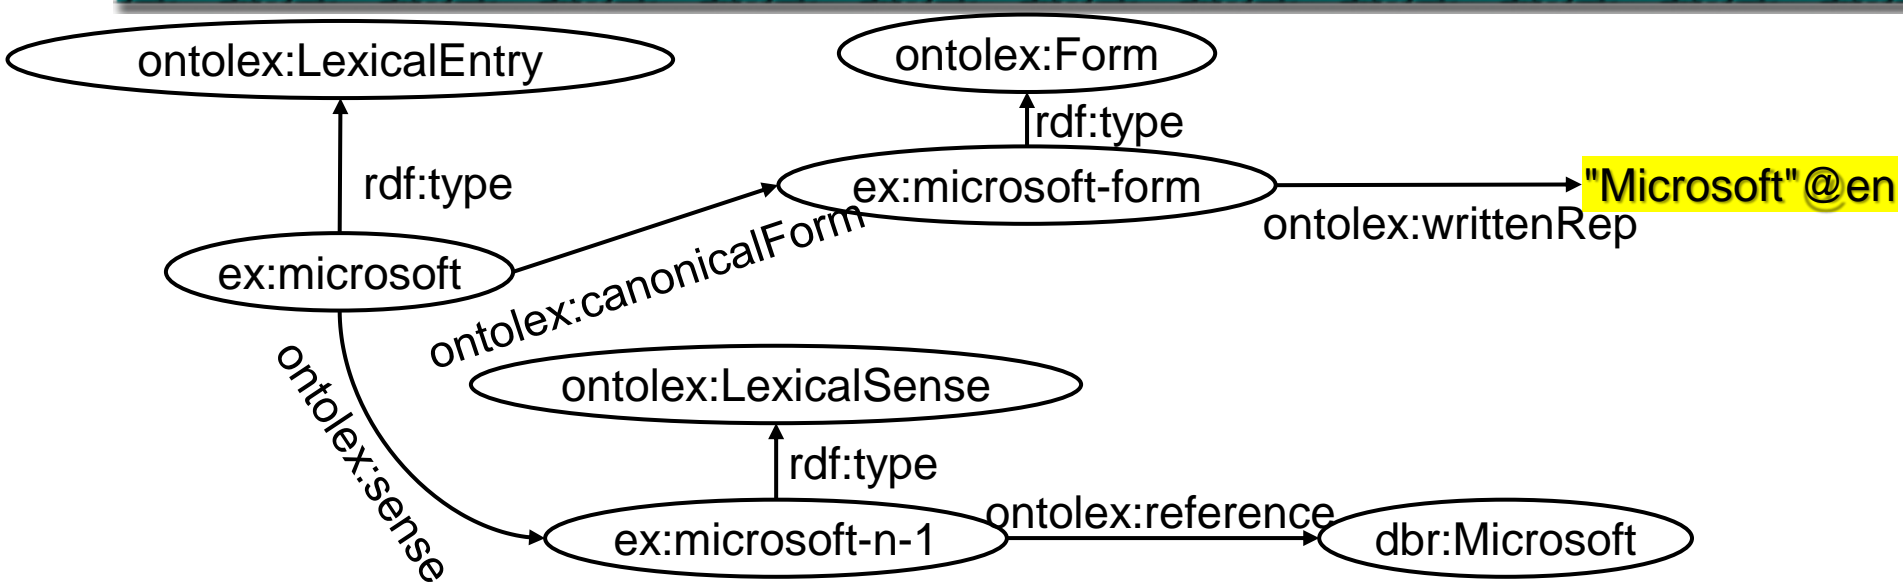 ontolex:LexicalEntry
ontolex:Form
rdf:type
rdf:type
ex:microsoft-form
"Microsoft"@en
ontolex:writtenRep
ex:microsoft
ontolex:canonicalForm
ontolex:sense
ontolex:LexicalSense
rdf:type
ontolex:reference
ex:microsoft-n-1
dbr:Microsoft